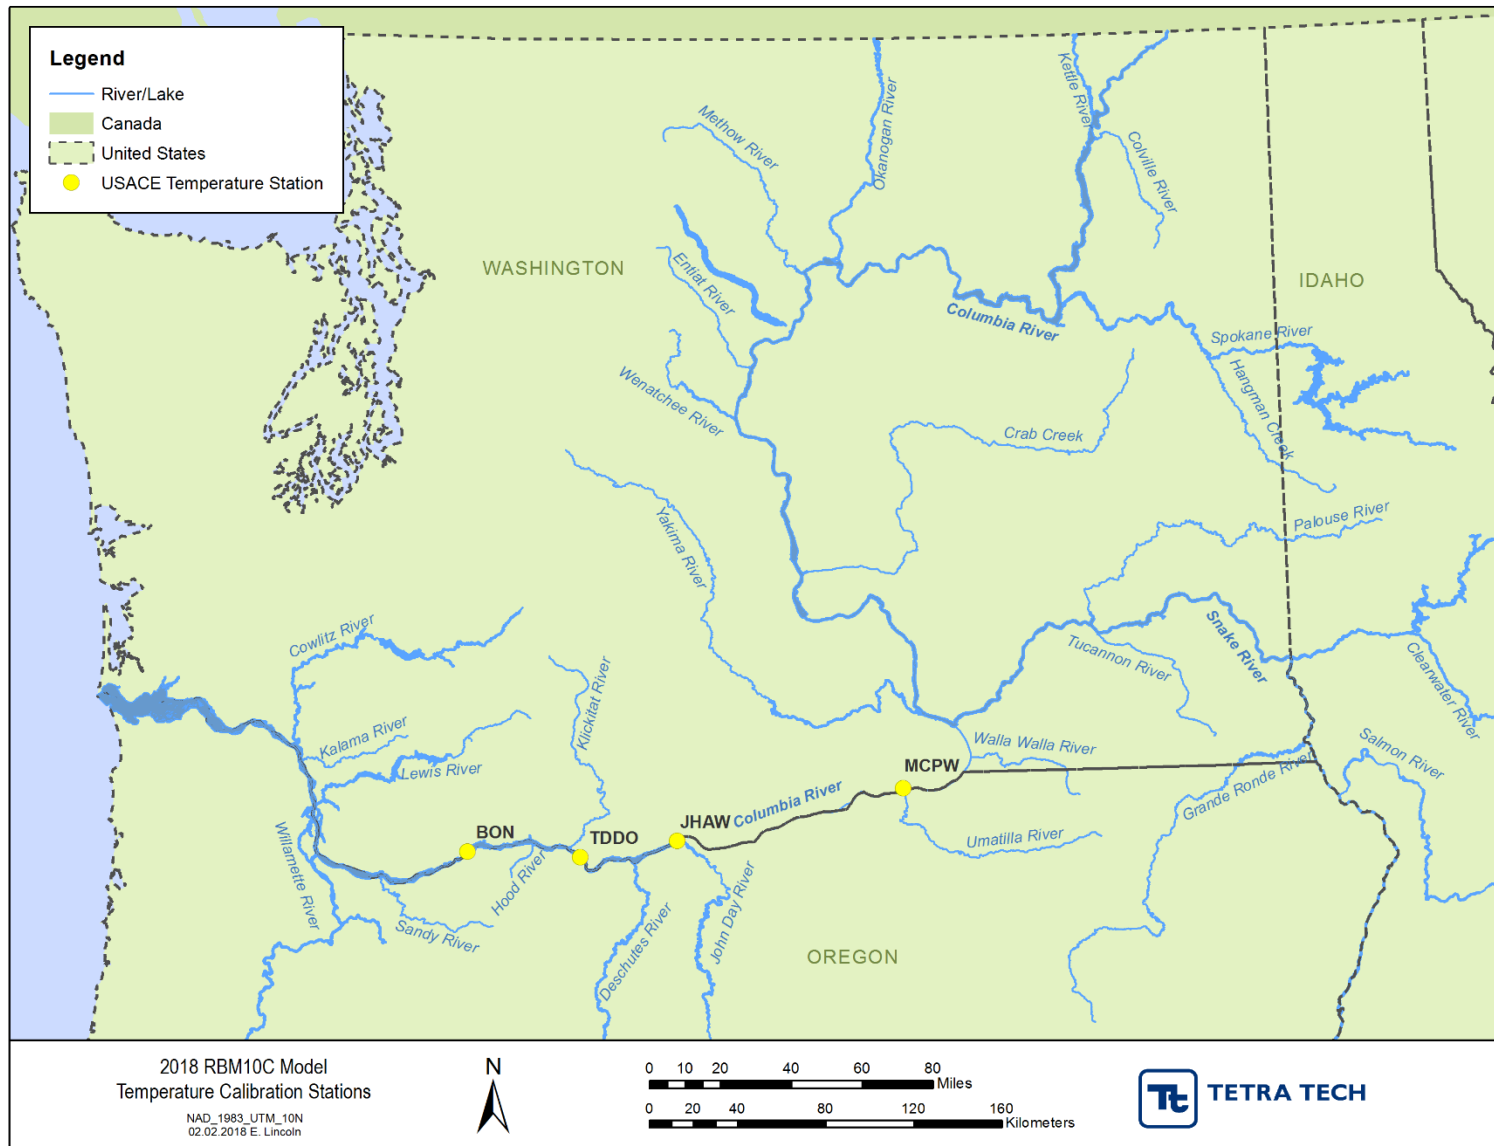 Legend
River/Lake
Canada
United States
USACE Temperature Station
Methow River
Okanogan River
Kettle River
Colville River
WASHINGTON
Entiat River
IDAHO
Columbia River
Spokane River
Wenatchee River
Hangman Creek
Crab Creek
Yakima River
Palouse River
Cowlitz River
Snake River
Tucannon River
Clearwater River
Klickitat River
Kalama River
Walla Walla River
Salmon River
Lewis River
MCPW
Grande Ronde River
Columbia River
JHAW
BON
TDDO
Umatilla River
Willamette River
Hood River
John Day River
Sandy River
Deschutes River
OREGON
2018 RBM10C Model
Temperature Calibration Stations
NAD_1983_UTM_10N
02.02.2018 E. Lincoln
N
0 10 20 40 60 80
Miles
0 20 40 80 120 160
Kilometers
Tt
TETRA TECH